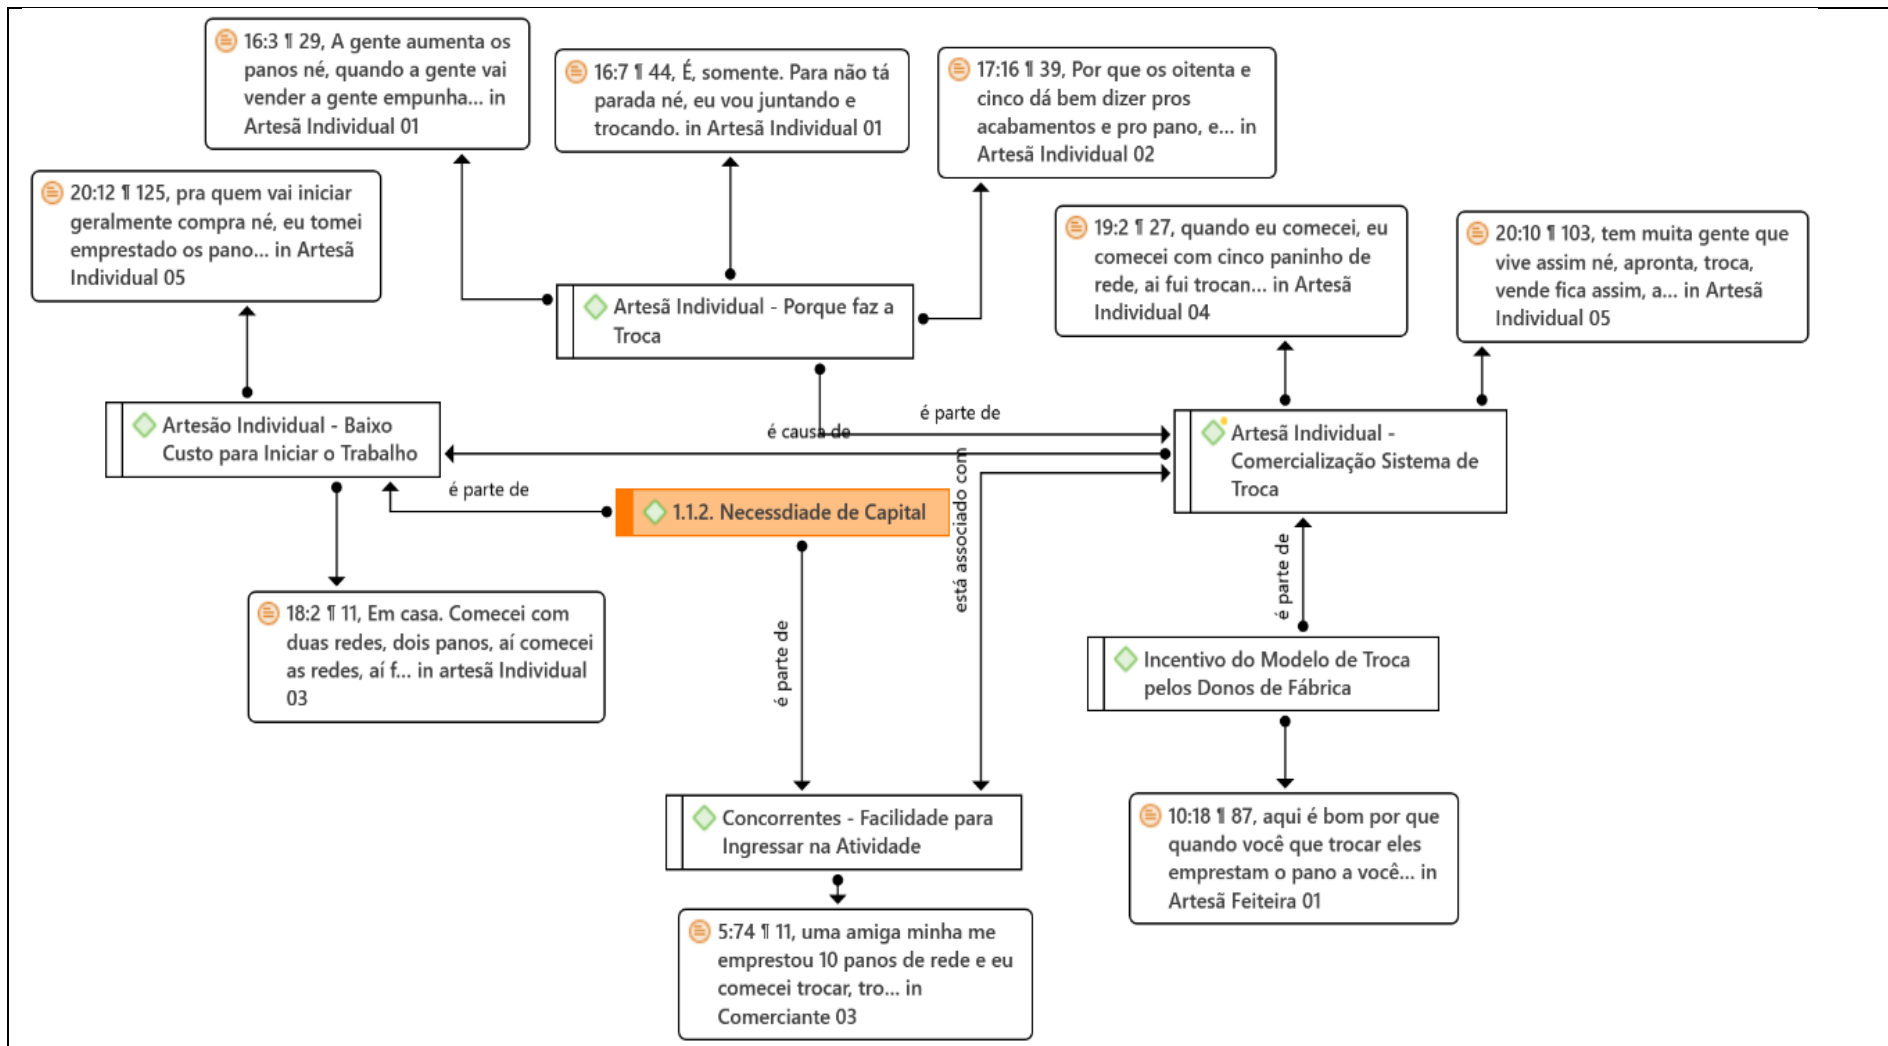 16:3 ¶ 29, A gente aumenta os
panos né, quando a gente vai
vender a gente empunha... in
Artesã Individual 01
16:7 ¶ 44, É, somente. Para não tá
parada né, eu vou juntando e
trocando. in Artesã Individual 01
17:16 ¶ 39, Por que os oitenta e
cinco dá bem dizer pros
acabamentos e pro pano, e... in
Artesã Individual 02
20:12 ¶ 125, pra quem vai iniciar
geralmente compra né, eu tomei
emprestado os pano... in Artesã
Individual 05
19:2 ¶ 27, quando eu comecei, eu
comecei com cinco paninho de
rede, ai fui trocan... in Artesã
Individual 04
20:10 ¶ 103, tem muita gente que
vive assim né, apronta, troca,
vende fica assim, a... in Artesã
Individual 05
Artesã Individual - Porque faz a
Troca
Artesão Individual - Baixo
Custo para Iniciar o Trabalho
é parte de
é causa de
Artesã Individual -
Comercialização Sistema de
Troca
é parte de
1.1.2. Necessdiade de Capital
está associado com
é parte de
é parte de
18:2 ¶ 11, Em casa. Comecei com
duas redes, dois panos, aí comecei
as redes, aí f... in artesã Individual
03
Incentivo do Modelo de Troca
pelos Donos de Fábrica
Concorrentes - Facilidade para
Ingressar na Atividade
10:18 ¶ 87, aqui é bom por que
quando você que trocar eles
emprestam o pano a você... in
Artesã Feiteira 01
5:74 ¶ 11, uma amiga minha me
emprestou 10 panos de rede e eu
comecei trocar, tro... in
Comerciante 03